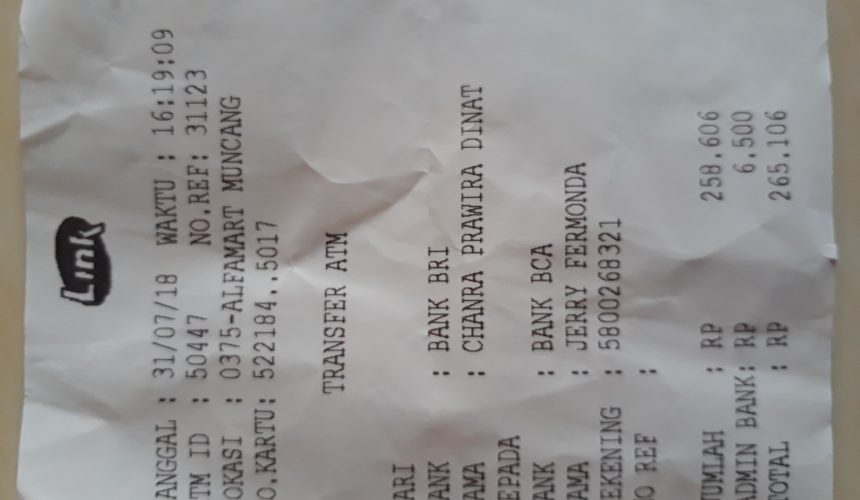 Link
ANGGAL : 31/07/18 WAKTU : 16:19:09
TM ID : 50447 NO.REF: 31123
OKASI : 0375-ALFAMART MUNCANG
O.KARTU: 522184..5017
TRANSFER ATM
ARI
ANK : BANK BRI
AMA : CHANRA PRAWIRA DINAT
EPADA
ANK : BANK BCA
AMA : JERRY FERMONDA
EKENING : 5800268321
O REF :
UMLAH : RP 258.606
ADMIN BANK: RP 6.500
OTAL : RP 265.106